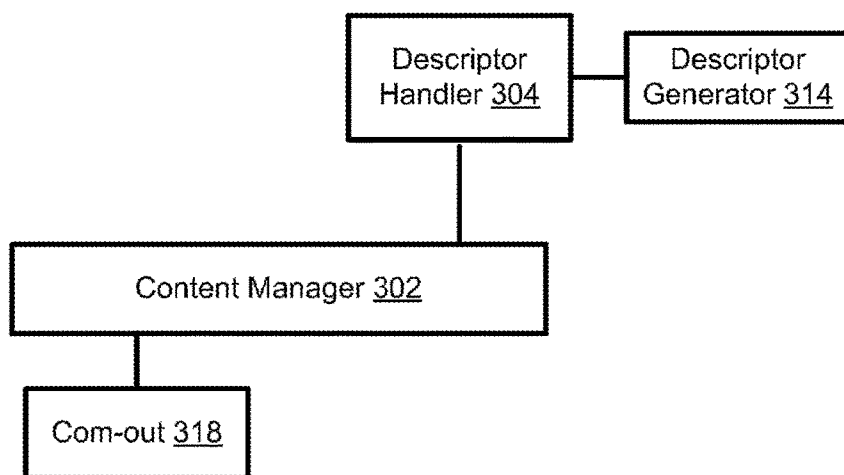 Descriptor
Handler 304
Descriptor
Generator 314
Content Manager 302
Com-out 318